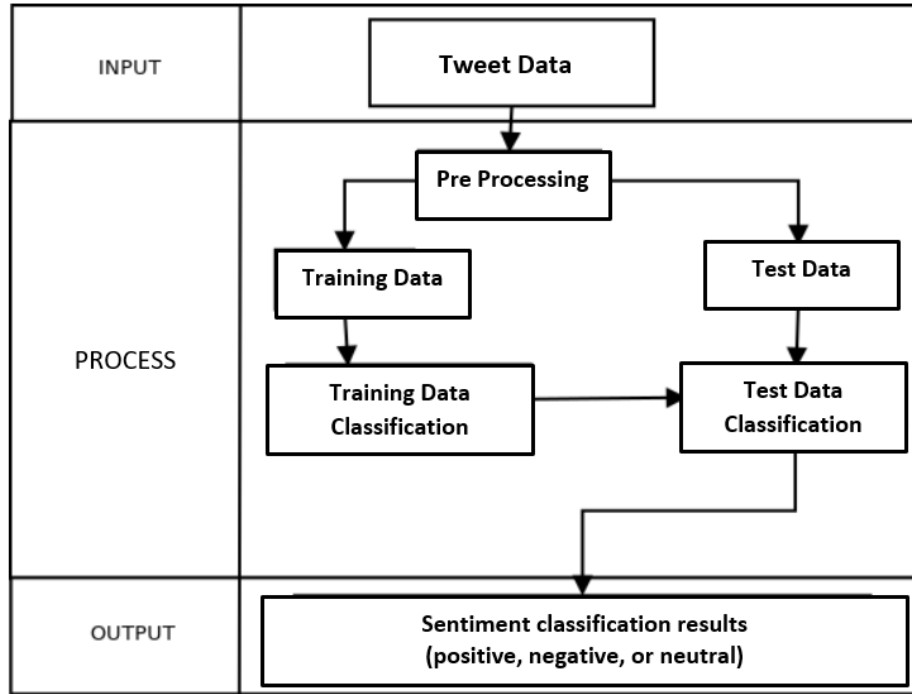 INPUT
Tweet Data
PROCESS
Pre Processing
Training Data
Test Data
Training Data
Classification
Test Data
Classification
OUTPUT
Sentiment classification results
(positive, negative, or neutral)